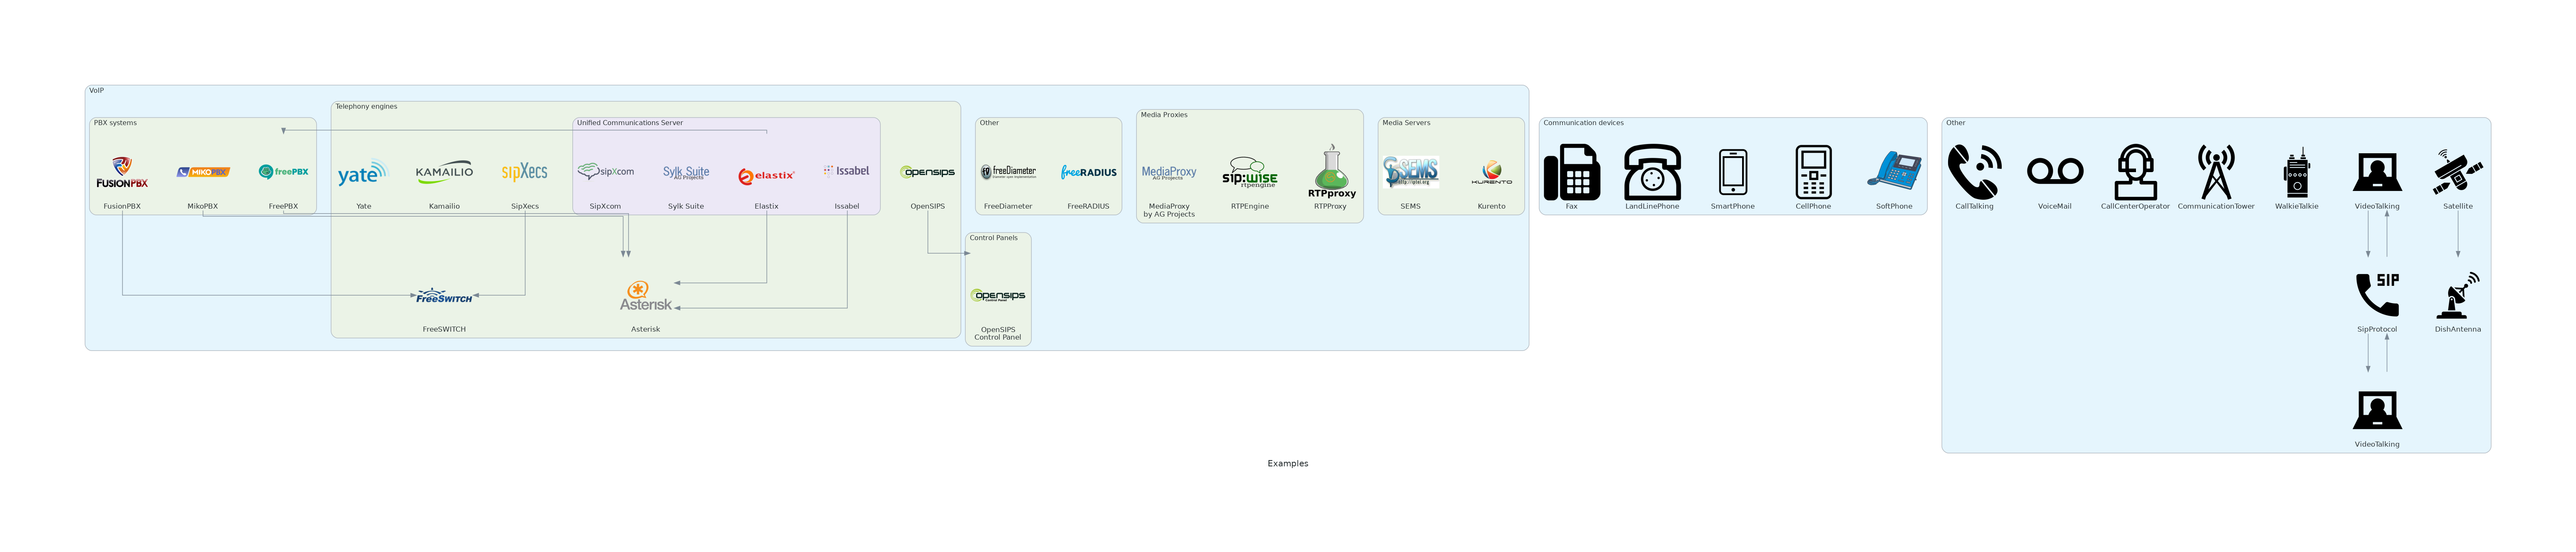 VoIP
Telephony engines
PBX systems
Unified Communications Server
Other
Media Proxies
Media Servers
Communication devices
Other
FUSIONPBX
MIKOPBX
freePBX
yate
KAMAILIO
sipXecs
sipXcom
Sylk Suite
AG Projects
elastix
Issabel
opensips
freeDiameter
freeRADIUS
MediaProxy
AG Projects
sip:wise
rtpengine
RTPproxy
SEMS
KURENTO
FusionPBX
MikoPBX
FreePBX
Yate
Kamailio
SipXecs
SipXcom
Sylk Suite
Elastix
Issabel
OpenSIPS
FreeDiameter
FreeRADIUS
MediaProxy
by AG Projects
RTPEngine
RTPProxy
SEMS
Kurento
Fax
LandLinePhone
SmartPhone
CellPhone
SoftPhone
CallTalking
VoiceMail
CallCenterOperator
CommunicationTower
WalkieTalkie
VideoTalking
Satellite
Control Panels
FreeSWITCH
Asterisk
opensips
Control Panel
SIP
FreeSWITCH
Asterisk
OpenSIPS
Control Panel
SipProtocol
DishAntenna
VideoTalking
Examples